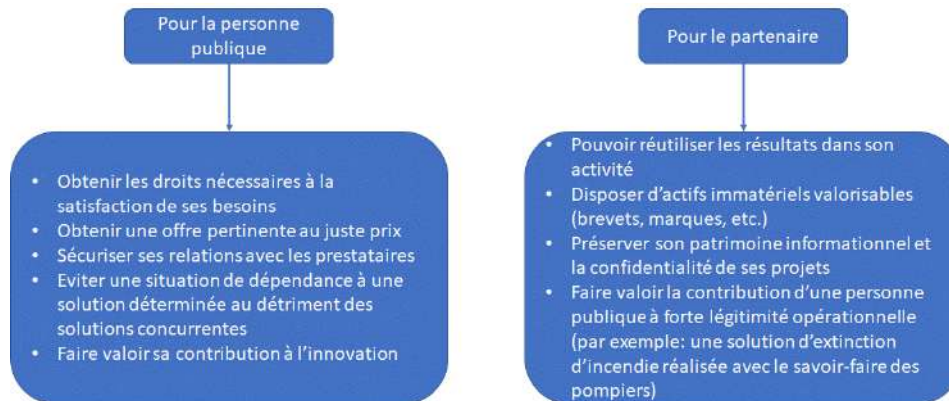 Pour la personne
publique
• Obtenir les droits nécessaires à la
satisfaction de ses besoins
• Obtenir une offre pertinente au juste prix
• Sécuriser ses relations avec les prestataires
• Eviter une situation de dépendance à une
solution déterminée au détriment des
solutions concurrentes
• Faire valoir sa contribution à l'innovation
Pour le partenaire
• Pouvoir réutiliser les résultats dans son
activité
• Disposer d'actifs immatériels valorisables
(brevets, marques, etc.)
• Préserver son patrimoine informationnel et
la confidentialité de ses projets
• Faire valoir la contribution d'une personne
publique à forte légitimité opérationnelle
(par exemple: une solution d'extinction
d'incendie réalisée avec le savoir-faire des
pompiers)